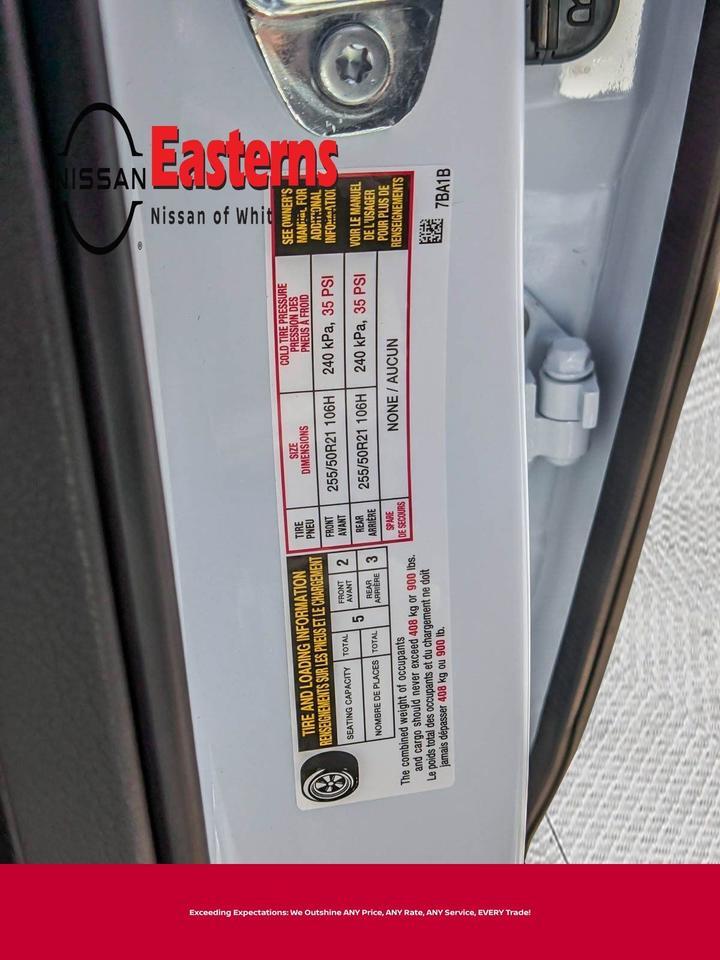 NISSAN
®
Easterns
Nissan of Whit
TIRE AND LOADING INFORMATION
RENSEIGNEMENTS SUR LES PNEUS ET LE CHARGEMENT
SEATING CAPACITY
NOMBRE DE PLACES
TOTAL
TOTAL
5
FRONT
AVANT
2
REAR
ARRIÈRE
3
The combined weight of occupants
and cargo should never exceed 408 kg or 900 lbs.
Le poids total des occupants et du chargement ne doit
jamais dépasser 408 kg ou 900 lb.
TIRE
PNEU
SIZE
DIMENSIONS
COLD TIRE PRESSURE
PRESSION DES
PNEUS À FROID
FRONT
AVANT
255/50R21 106H
240 kPa, 35 PSI
REAR
ARRIÈRE
255/50R21 106H
240 kPa, 35 PSI
SPARE
DE SECOURS
NONE / AUCUN
SEE OWNER'S
MANUAL FOR
ADDITIONAL
INFORMATION
VOIR LE MANUEL
DE L'USAGER
POUR PLUS DE
RENSEIGNEMENTS
7BA1B
Exceeding Expectations: We Outshine ANY Price, ANY Rate, ANY Service, EVERY Trade!